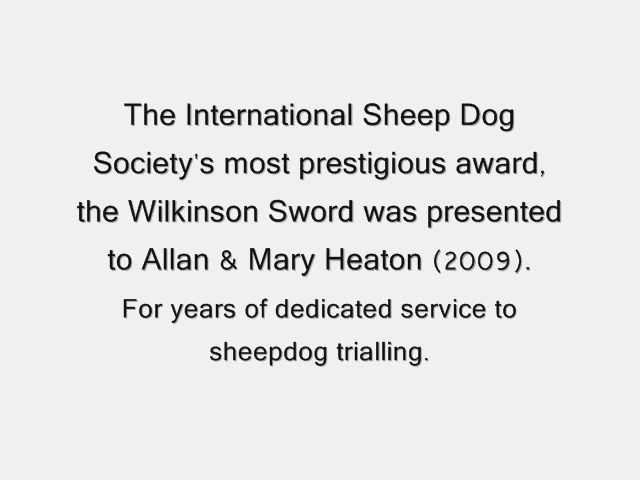 The International Sheep Dog
Society's most prestigious award,
the Wilkinson Sword was presented
to Allan & Mary Heaton (2009).
For years of dedicated service to
sheepdog trialling.